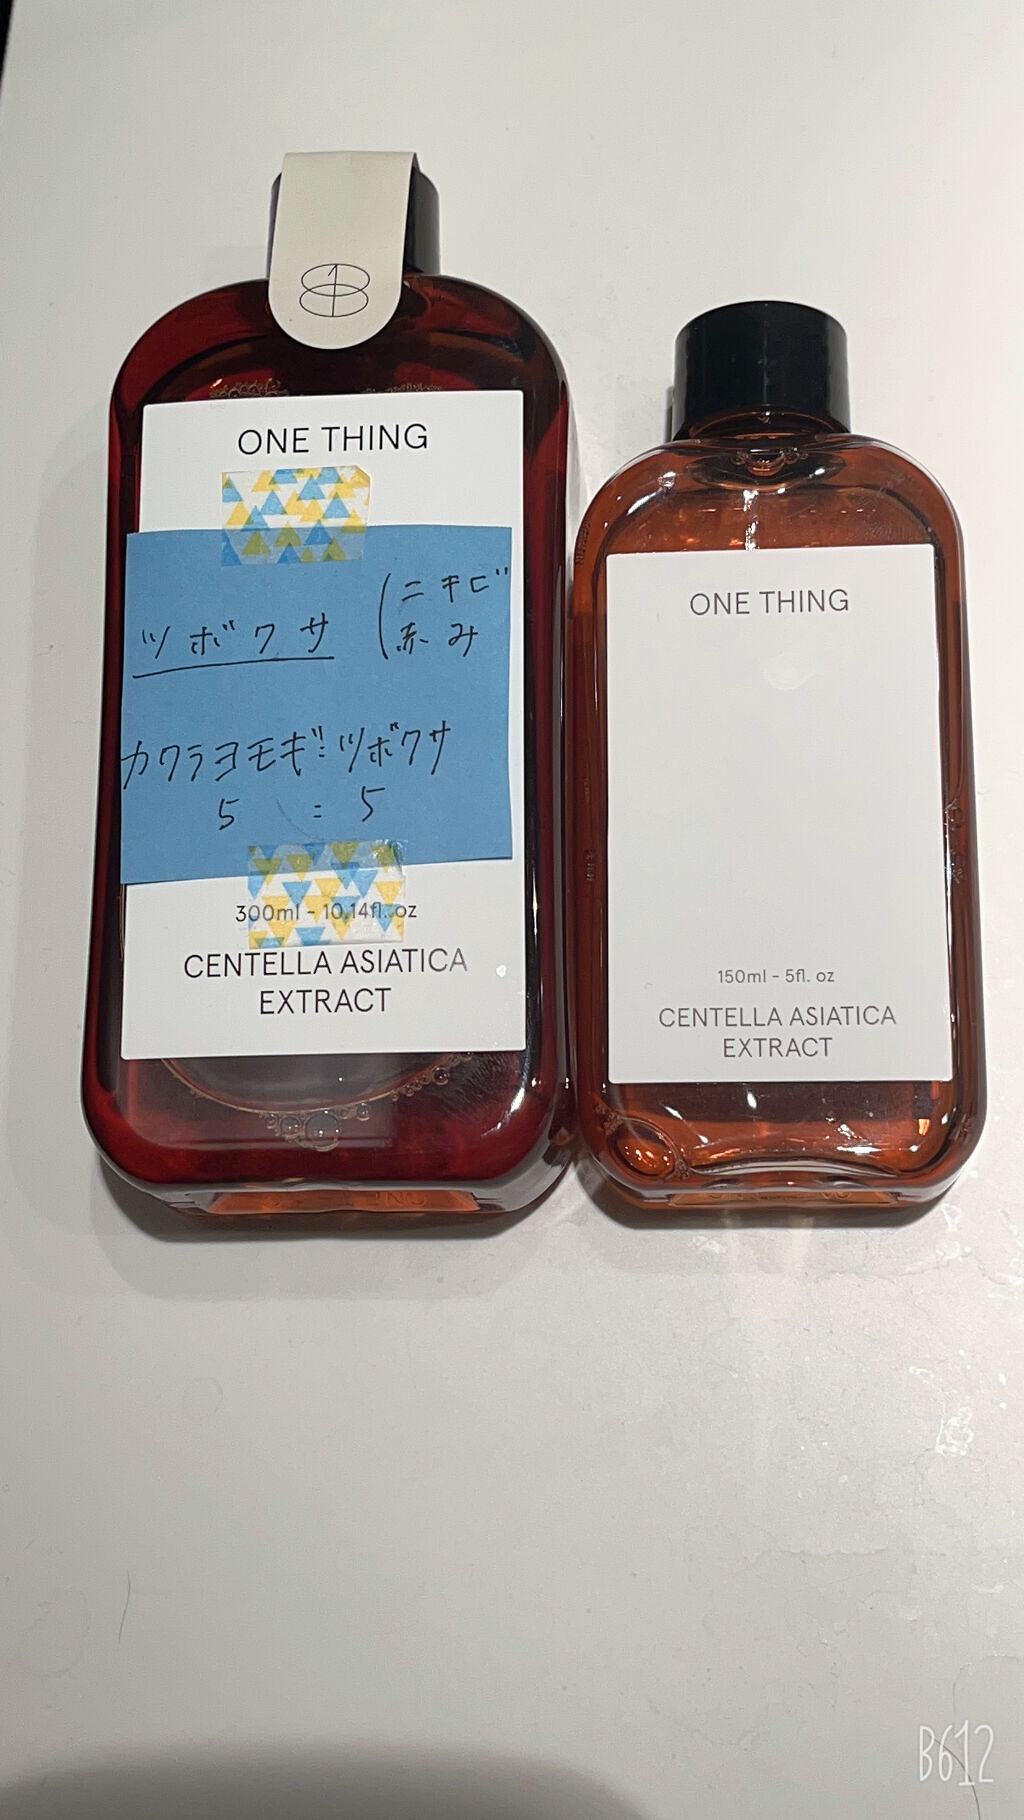 ONE THING
ツボクサ (ニキビ
赤み
カワラヨモギ:ツボクサ
5 : 5
300ml - 10.14fl. oz
CENTELLA ASIATICA
EXTRACT
ONE THING
150ml - 5fl. oz
CENTELLA ASIATICA
EXTRACT
B612